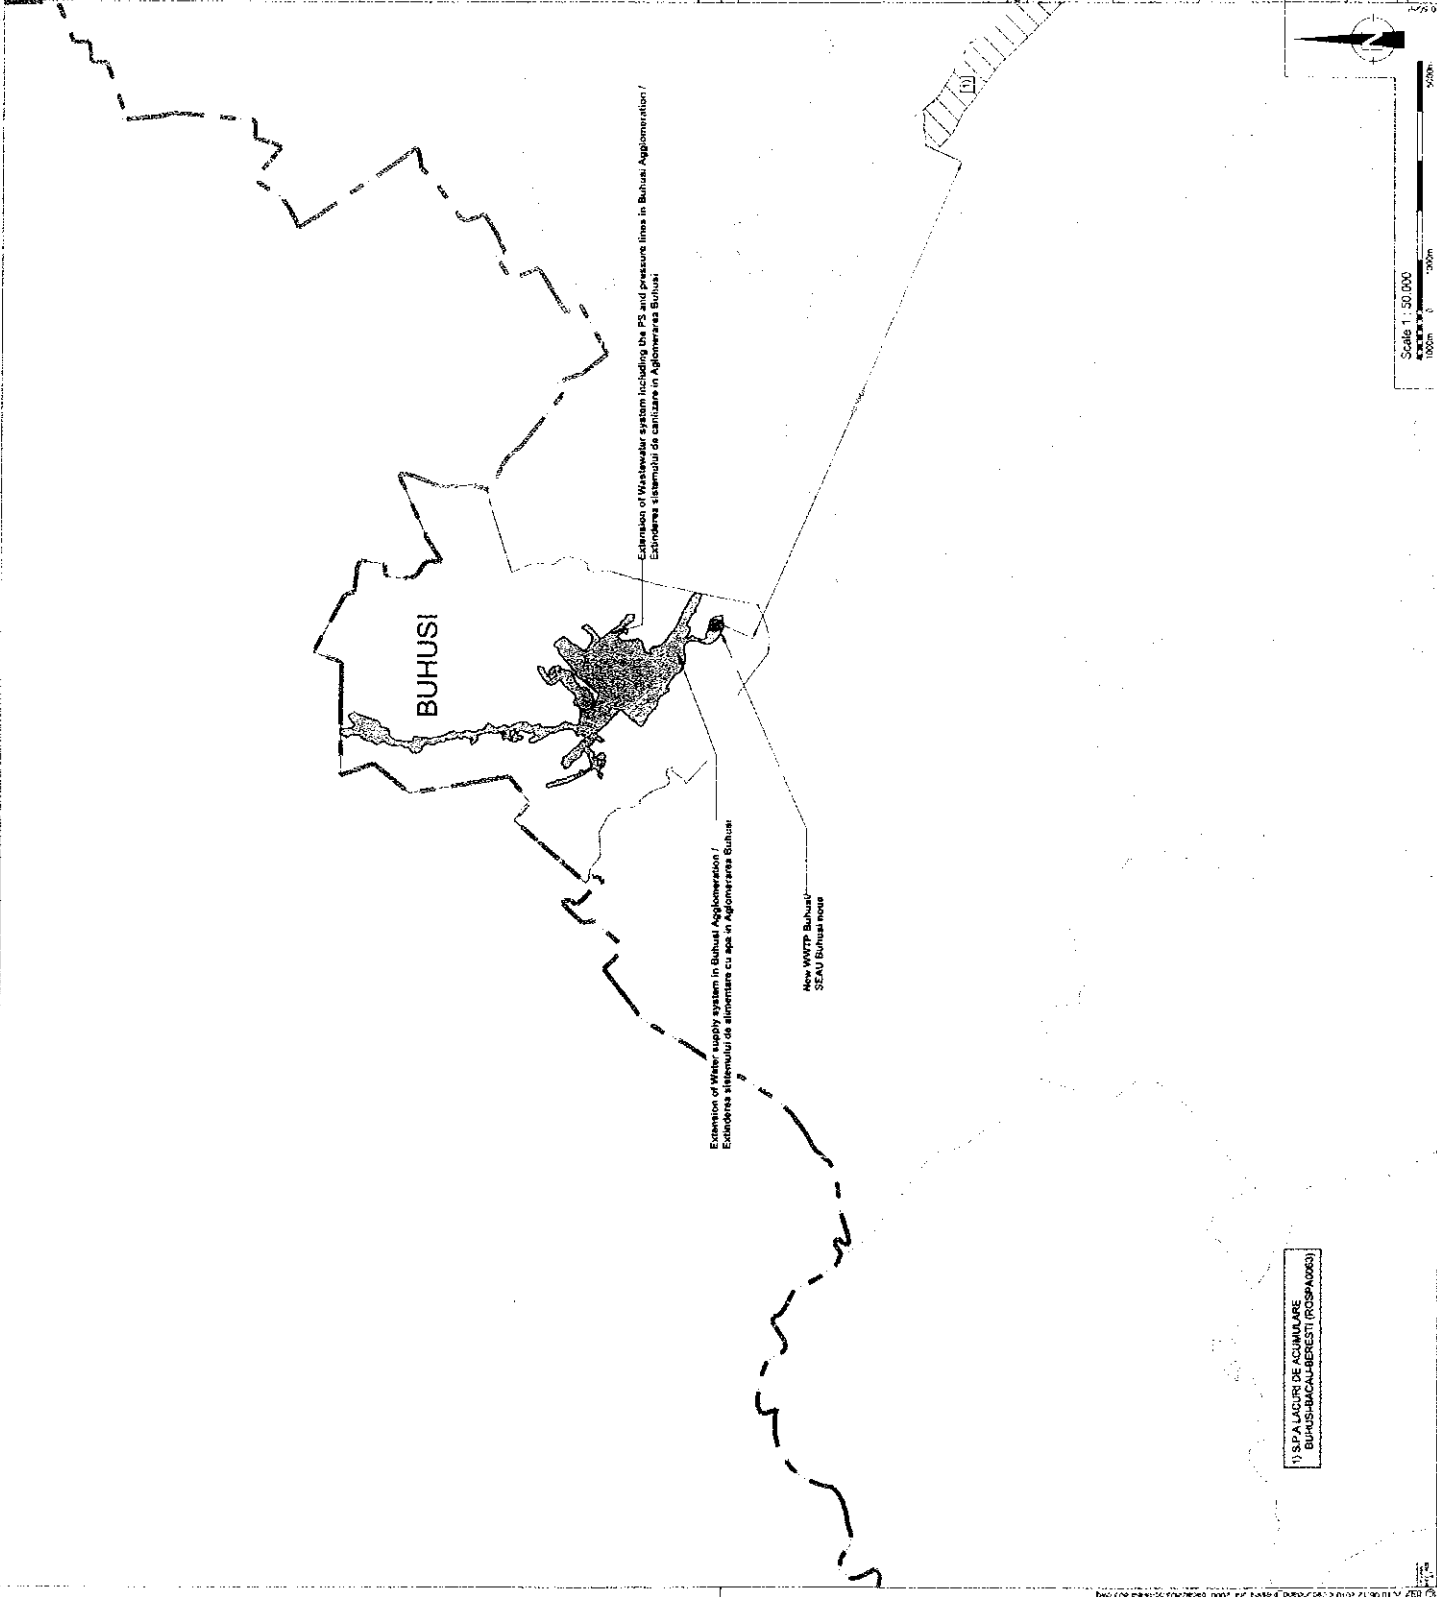 BUHUSI
Extension of Wastewater system including the PS and pressure lines in Buhusi Agglomeration /
Extinderea sistemului de canlizare in Aglomerarea Buhusi
Extension of Water supply system in Buhusi Agglomeration /
Extinderea sistemului de alimentare cu apa in Aglomerarea Buhusi
New WWTP Buhusi/
SEAU Buhusi noua
1)
1) S.P.A LACURI DE ACUMULARE
BUHUSI-BACAU-BERESTI (ROSPA0063)
N
Scale 1 : 50.000
1000m 0 1000m 5000m